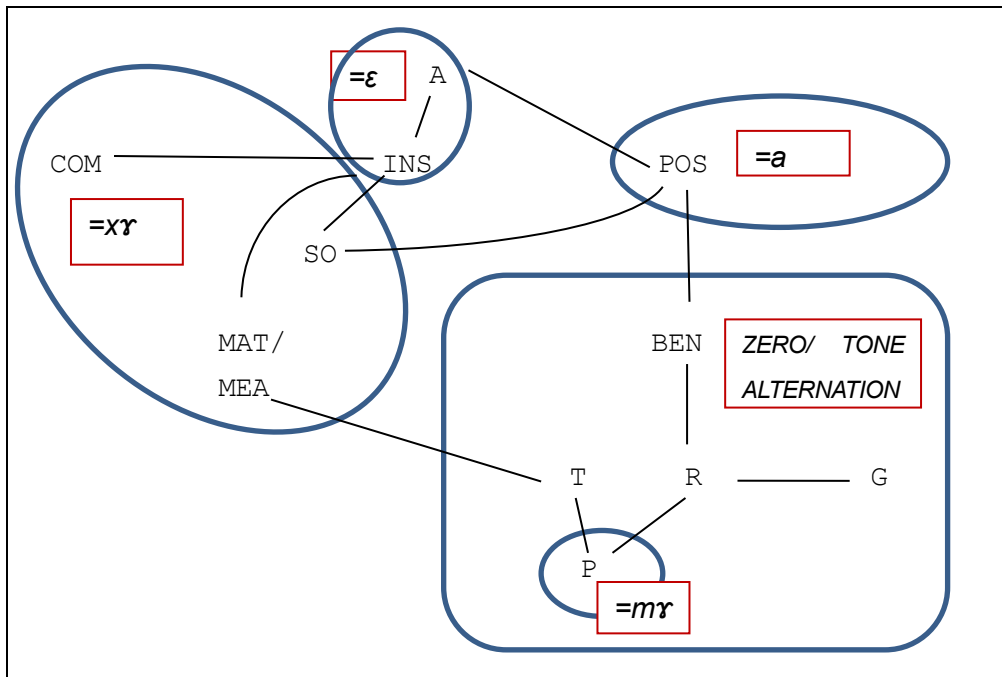 =ɛ A
COM INS POS =a
=xɤ
SO
MAT/ BEN ZERO/ TONE
MEA ALTERNATION
T R G
P
=mɤ